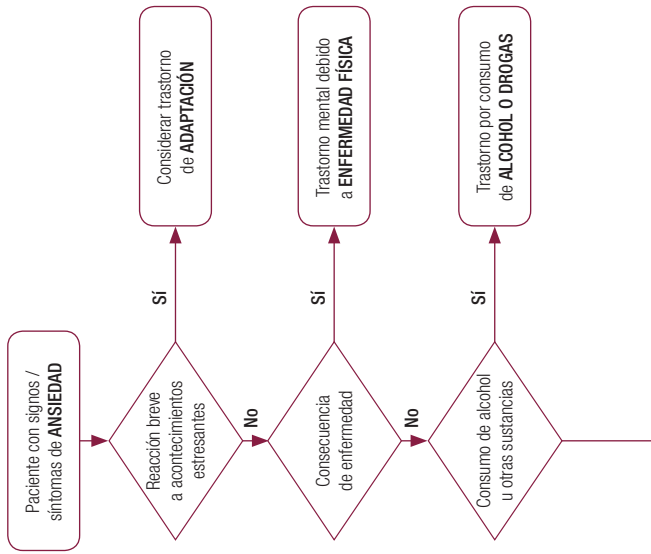 Paciente con signos /
síntomas de ANSIEDAD
Reacción breve
a acontecimientos
estresantes
Sí
Considerar trastorno
de ADAPTACIÓN
No
Consecuencia
de enfermedad
Sí
Trastorno mental debido
a ENFERMEDAD FÍSICA
No
Consumo de alcohol
u otras sustancias
Sí
Trastorno por consumo
de ALCOHOL O DROGAS